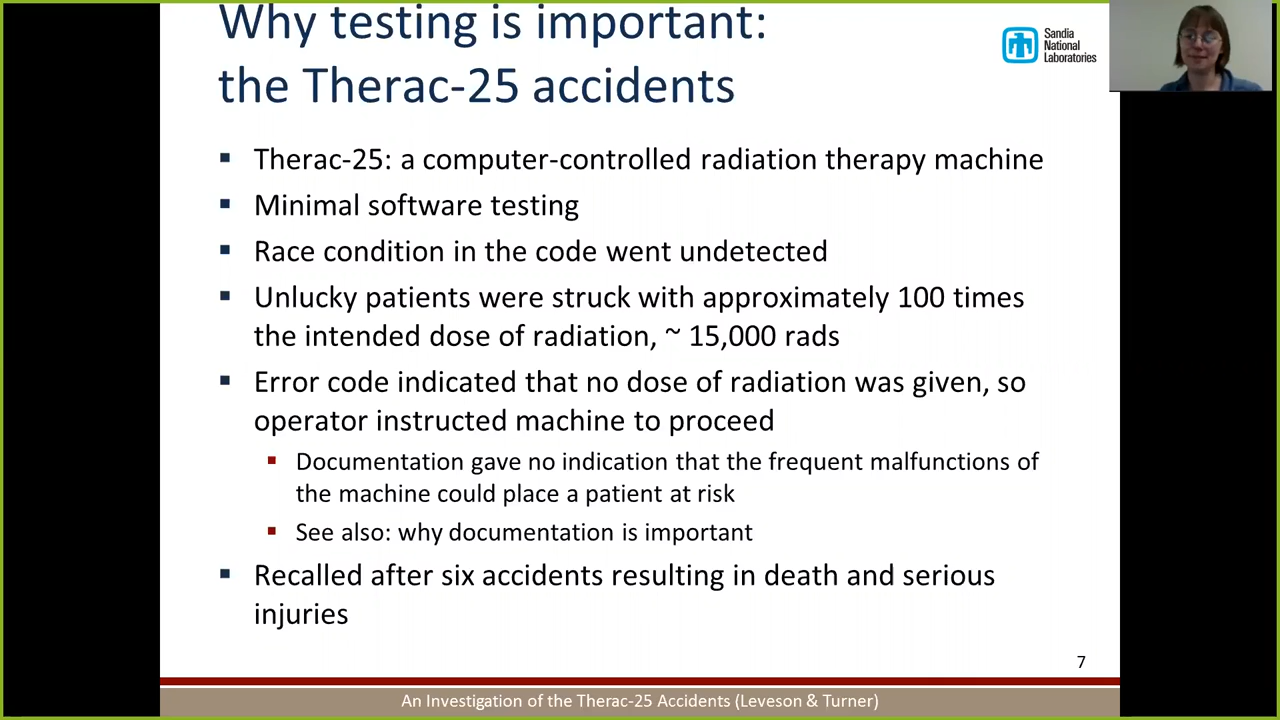 Why testing is important:
the Therac-25 accidents
Sandia
National
Laboratories
▪ Therac-25: a computer-controlled radiation therapy machine
▪ Minimal software testing
▪ Race condition in the code went undetected
▪ Unlucky patients were struck with approximately 100 times
the intended dose of radiation, ~ 15,000 rads
▪ Error code indicated that no dose of radiation was given, so
operator instructed machine to proceed
▪ Documentation gave no indication that the frequent malfunctions of
the machine could place a patient at risk
▪ See also: why documentation is important
▪ Recalled after six accidents resulting in death and serious
injuries
7
An Investigation of the Therac-25 Accidents (Leveson & Turner)